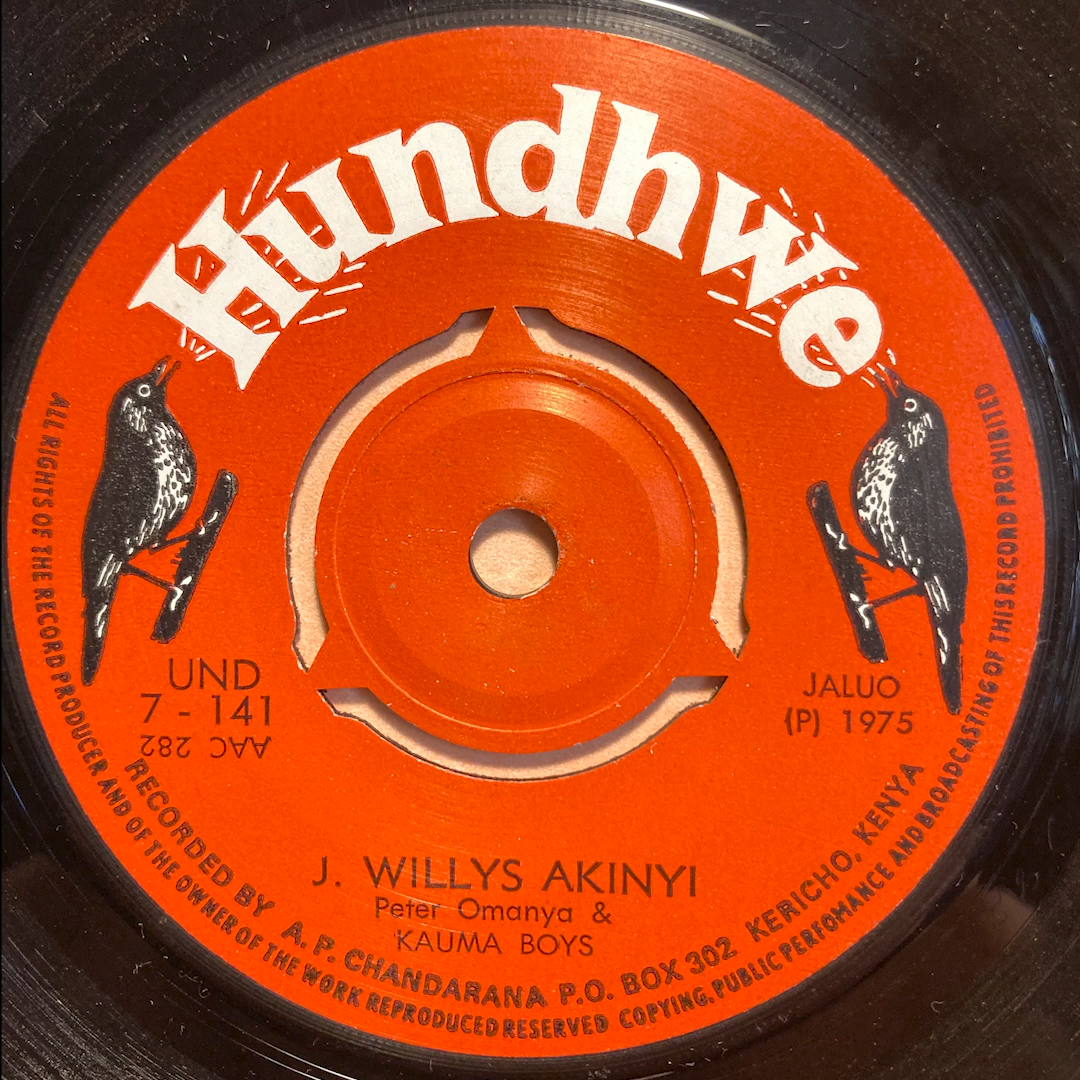 Hundhwe
UND
7 - 141
AAC 282
JALUO
(P) 1975
J. WILLYS AKINYI
Peter Omanya &
KAUMA BOYS
RECORDED BY A. P. CHANDARANA P.O. BOX 302 KERICHO, KENYA
ALL RIGHTS OF THE RECORD PRODUCER AND OF THE OWNER OF THE WORK REPRODUCED RESERVED COPYING, PUBLIC PERFOMANCE AND BROADCASTING OF THIS RECORD PROHIBITED